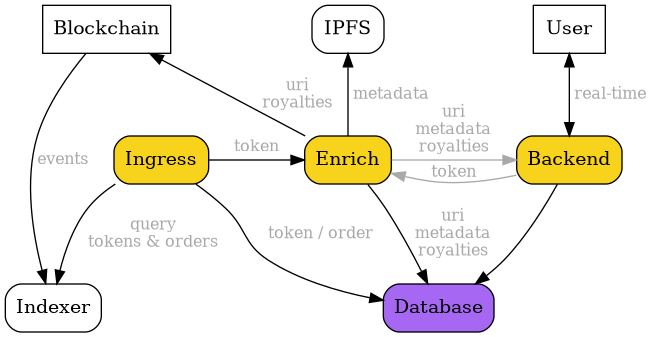 Blockchain
IPFS
User
uri
royalties
metadata
real-time
events
Ingress
token
Enrich
uri
metadata
royalties
token
Backend
query
tokens & orders
token / order
uri
metadata
royalties
Indexer
Database